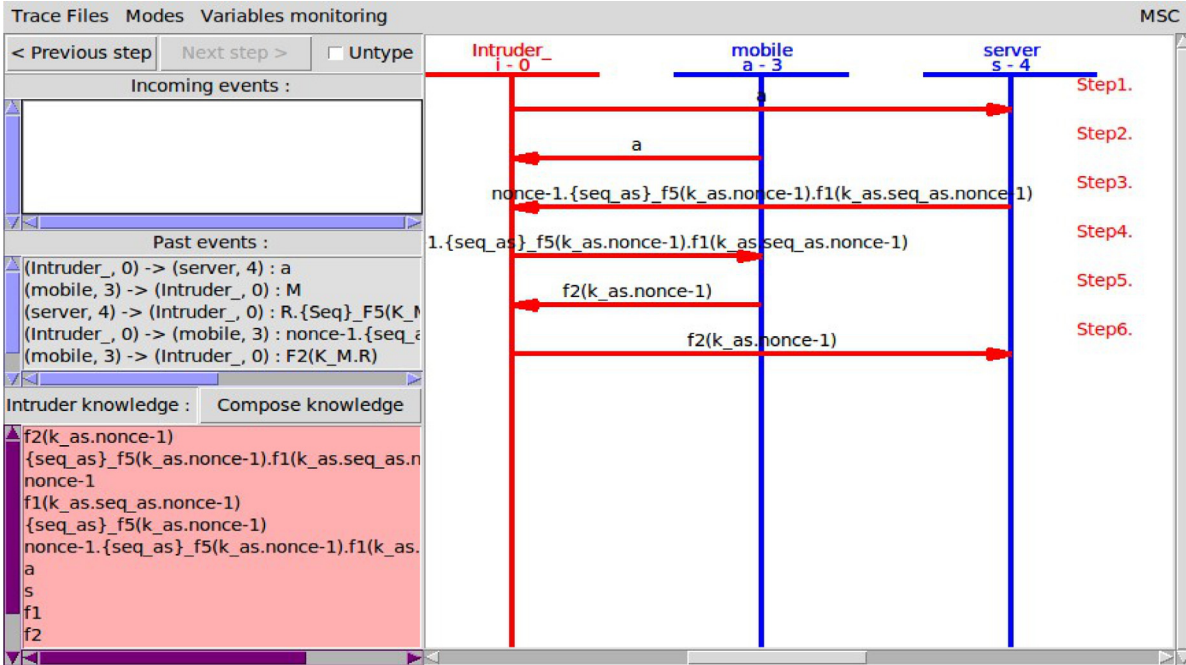 Trace Files Modes Variables monitoring MSC
< Previous step Next step > Untype
Incoming events :
Past events :
(Intruder_, 0) -> (server, 4) : a
(mobile, 3) -> (Intruder_, 0) : M
(server, 4) -> (Intruder_, 0) : R.{Seq}_F5(K_M
(Intruder_, 0) -> (mobile, 3) : nonce-1.{seq_a
(mobile, 3) -> (Intruder_, 0) : F2(K_M.R)
Intruder knowledge : Compose knowledge
f2(k_as.nonce-1)
{seq_as}_f5(k_as.nonce-1).f1(k_as.seq_as.n
nonce-1
f1(k_as.seq_as.nonce-1)
{seq_as}_f5(k_as.nonce-1)
nonce-1.{seq_as}_f5(k_as.nonce-1).f1(k_as.
a
s
f1
f2
Intruder_ mobile server
i - 0 a - 3 s - 4
Step1.
a
Step2.
a
Step3.
nonce-1.{seq_as}_f5(k_as.nonce-1).f1(k_as.seq_as.nonce-1)
Step4.
1.{seq_as}_f5(k_as.nonce-1).f1(k_as.seq_as.nonce-1)
Step5.
f2(k_as.nonce-1)
Step6.
f2(k_as.nonce-1)